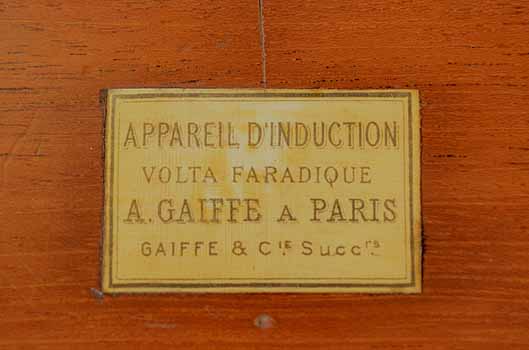 APPAREIL D'INDUCTION
VOLTA FARADIQUE
A. GAIFFE A PARIS
GAIFFE & CIE Succrs